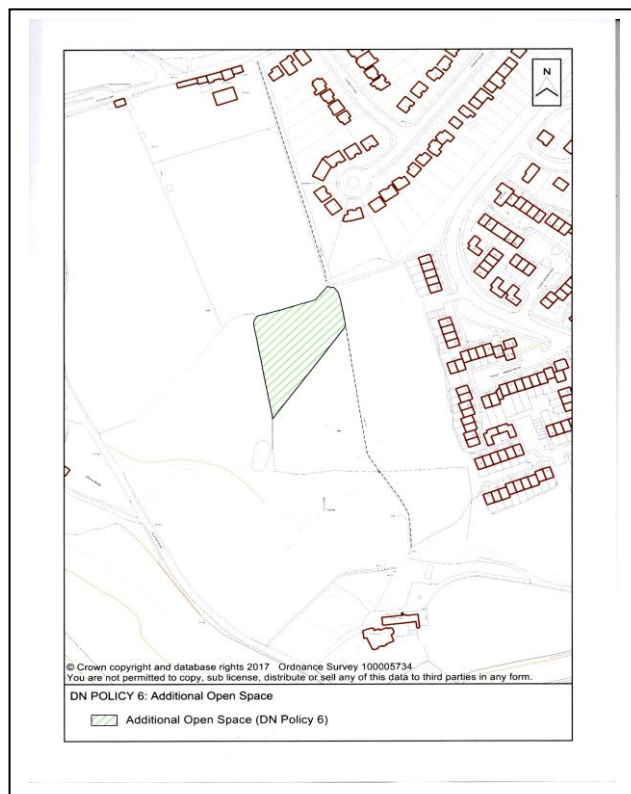 N
© Crown copyright and database rights 2017 Ordnance Survey 100005734
You are not permitted to copy, sub license, distribute or sell any of this data to third parties in any form.
DN POLICY 6: Additional Open Space
Additional Open Space (DN Policy 6)